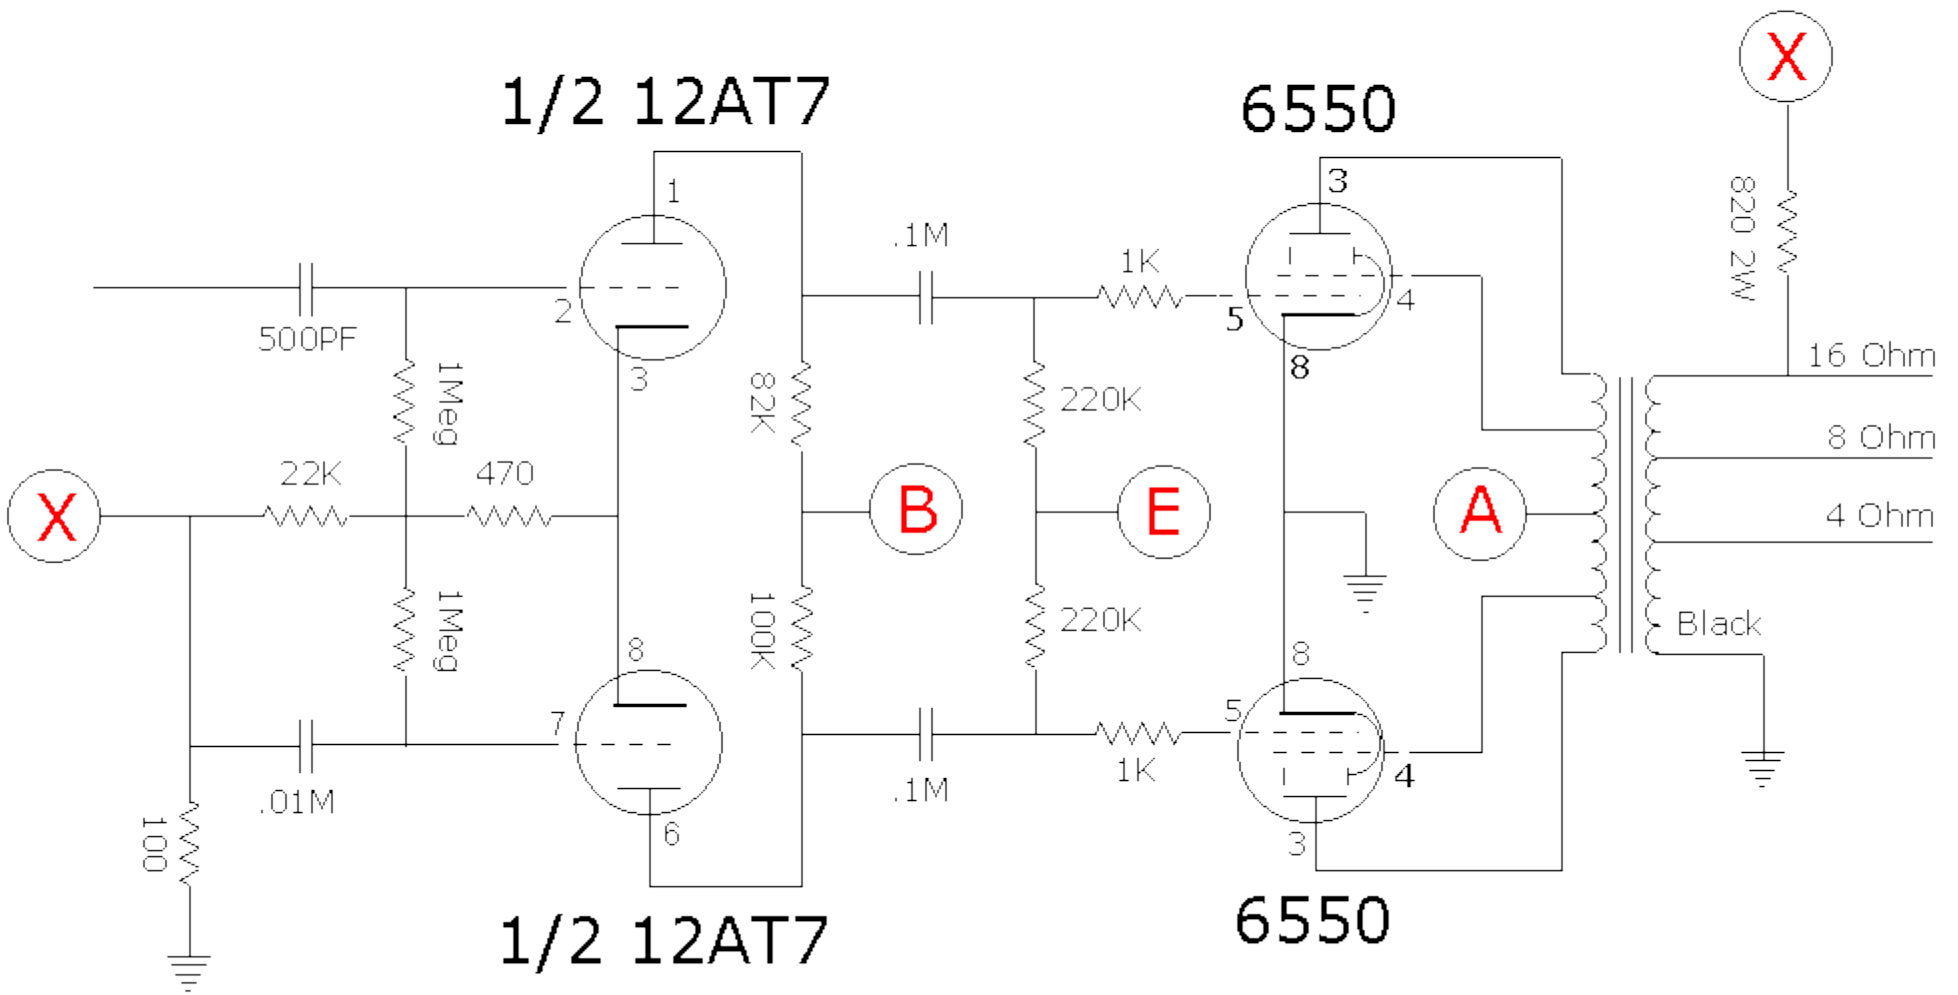 1/2 12AT7
6550
X
1
3
.1M
1K
820 2W
2
5
4
500PF
3
8
16 Ohm
1Meg
82K
220K
8 Ohm
22K
470
X
B
E
A
4 Ohm
1Meg
100K
220K
Black
8
8
7
5
.01M
.1M
1K
4
100
6
3
1/2 12AT7
6550